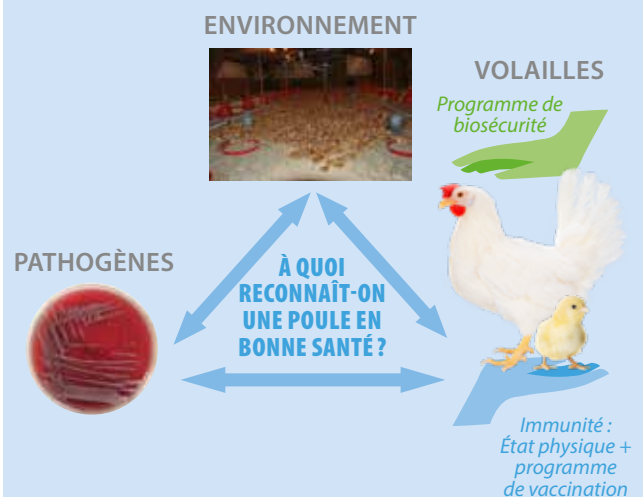 ENVIRONNEMENT
VOLAILLES
Programme de
biosécurité
PATHOGÈNES
À QUOI
RECONNAÎT-ON
UNE POULE EN
BONNE SANTÉ ?
Immunité :
État physique +
programme
de vaccination